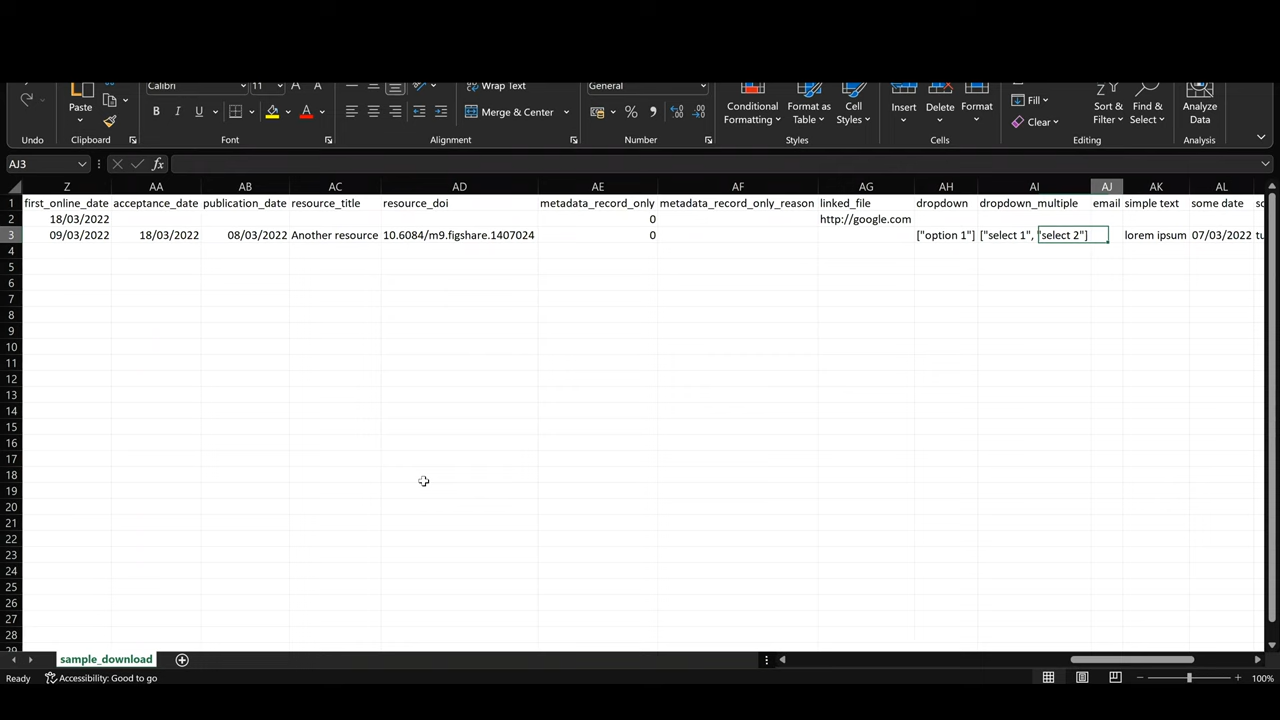 Calibri 11 A A Wrap Text General
Paste B I U A Merge & Center % , Conditional Formatting Format as Table Cell Styles Insert Delete Format Fill Clear Sort & Filter Find & Select Analyze Data
Undo Clipboard Font Alignment Number Styles Cells Editing Analysis
AJ3 fx
Z AA AB AC AD AE AF AG AH AI AJ AK AL
1 first_online_date acceptance_date publication_date resource_title resource_doi metadata_record_only metadata_record_only_reason linked_file dropdown dropdown_multiple email simple text some date
2 18/03/2022 0 http://google.com
3 09/03/2022 18/03/2022 08/03/2022 Another resource 10.6084/m9.figshare.1407024 0 ["option 1"] ["select 1", "select 2"] lorem ipsum 07/03/2022
4
5
6
7
8
9
10
11
12
13
14
15
16
17
18
19
20
21
22
23
24
25
26
27
28
29
sample_download
Ready Accessibility: Good to go 100%